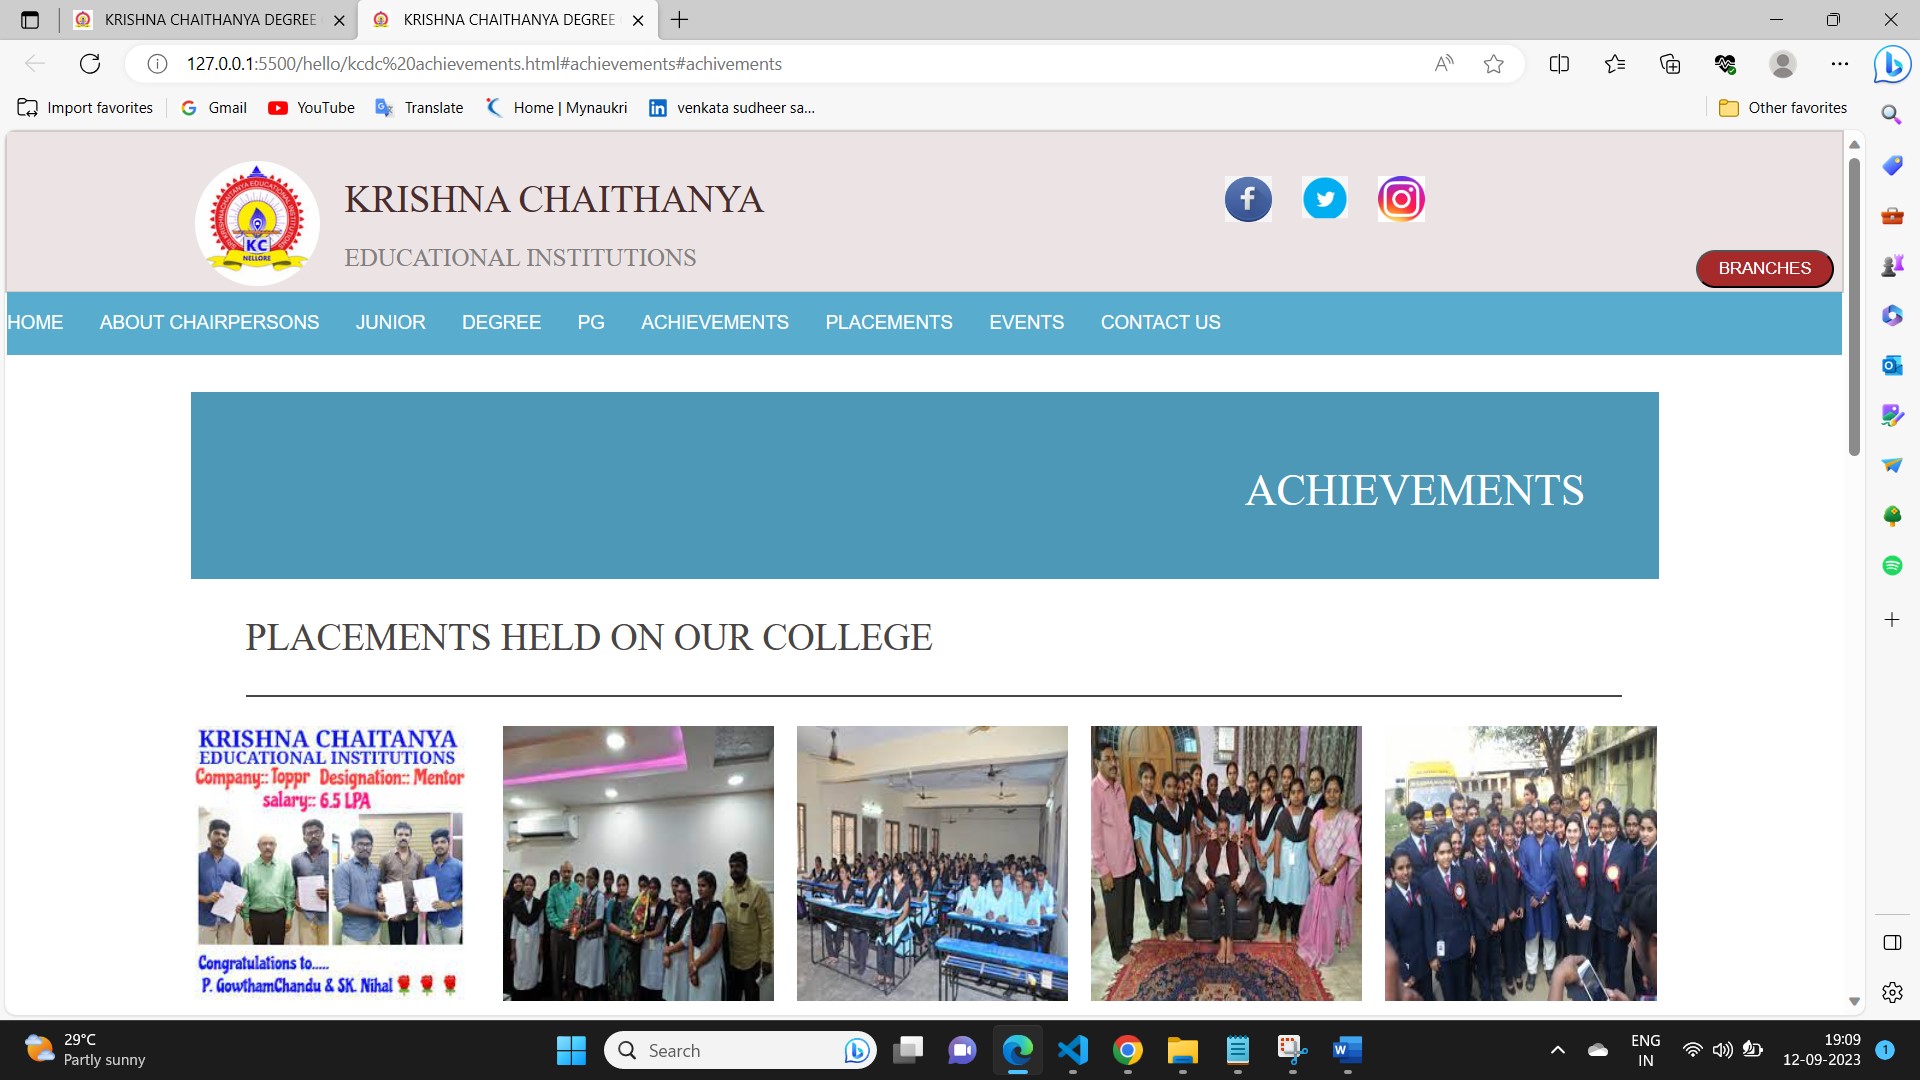 KRISHNA CHAITHANYA DEGREE
KRISHNA CHAITHANYA DEGREE
127.0.0.1:5500/hello/kcdc%20achievements.html#achievements#achivements
Import favorites
Gmail
YouTube
Translate
Home | Mynaukri
venkata sudheer sa...
Other favorites
KC
NELLORE
KRISHNA CHAITHANYA
EDUCATIONAL INSTITUTIONS
BRANCHES
HOME ABOUT CHAIRPERSONS JUNIOR DEGREE PG ACHIEVEMENTS PLACEMENTS EVENTS CONTACT US
ACHIEVEMENTS
PLACEMENTS HELD ON OUR COLLEGE
KRISHNA CHAITANYA
EDUCATIONAL INSTITUTIONS
Company:: Toppr Designation:: Mentor
salary:: 6.5 LPA
Congratulations to.....
P. GowthamChandu & SK. Nihal
29°C
Partly sunny
Search
ENG
IN
19:09
12-09-2023
1